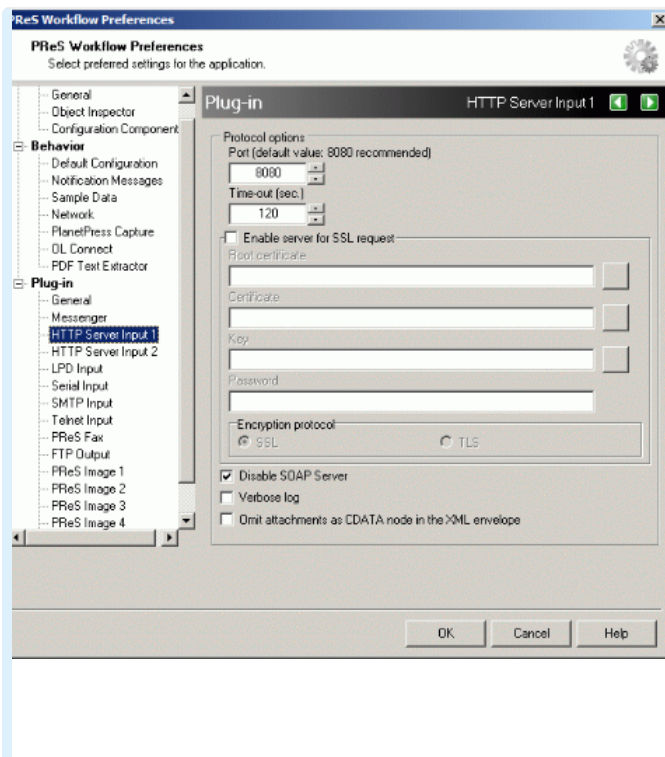 PReS Workflow Preferences
PReS Workflow Preferences
Select preferred settings for the application.
General
Object Inspector
Configuration Component
Behavior
Default Configuration
Notification Messages
Sample Data
Network
PlanetPress Capture
OL Connect
PDF Text Extractor
Plug-in
General
Messenger
HTTP Server Input 1
HTTP Server Input 2
LPD Input
Serial Input
SMTP Input
Telnet Input
PReS Fax
FTP Output
PReS Image 1
PReS Image 2
PReS Image 3
PReS Image 4
Plug-in
HTTP Server Input 1
Protocol options
Port (default value: 8080 recommended)
8080
Time-out (sec.)
120
Enable server for SSL request
Root certificate
Certificate
Key
Password
Encryption protocol
SSL TLS
Disable SOAP Server
Verbose log
Omit attachments as CDATA node in the XML envelope
OK Cancel Help